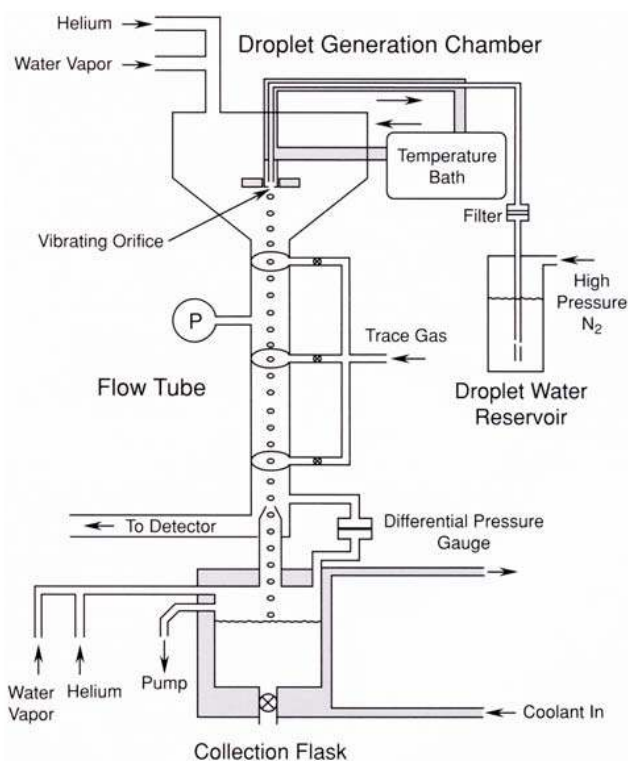 Helium
Droplet Generation Chamber
Water Vapor
Temperature
Bath
Filter
Vibrating Orifice
High
Pressure
N2
P
Trace Gas
Flow Tube
Droplet Water
Reservoir
To Detector
Differential Pressure
Gauge
Pump
Water
Vapor
Helium
Coolant In
Collection Flask